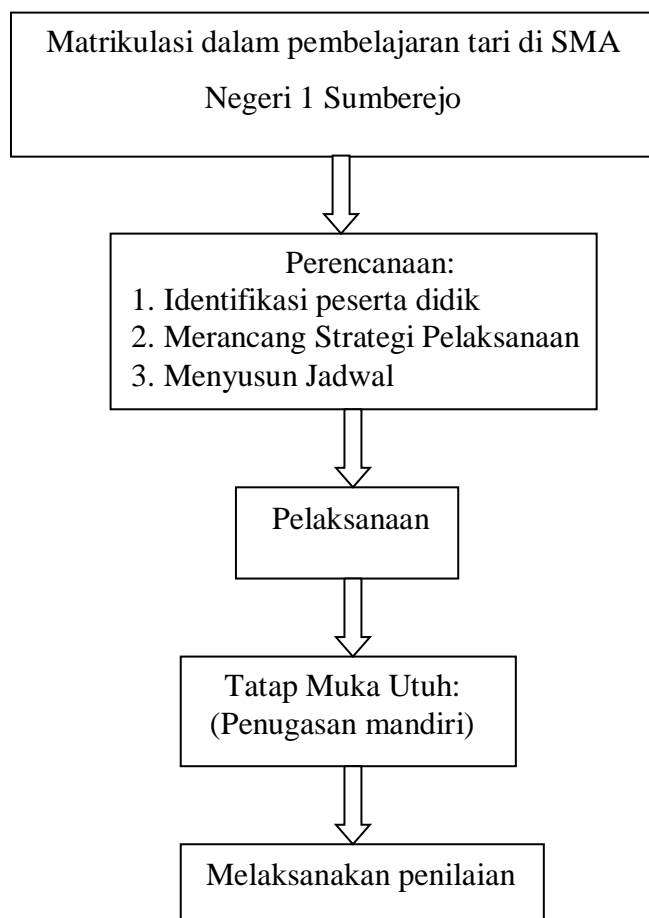 Matrikulasi dalam pembelajaran tari di SMA
Negeri 1 Sumberejo
Perencanaan:
1. Identifikasi peserta didik
2. Merancang Strategi Pelaksanaan
3. Menyusun Jadwal
Pelaksanaan
Tatap Muka Utuh:
(Penugasan mandiri)
Melaksanakan penilaian